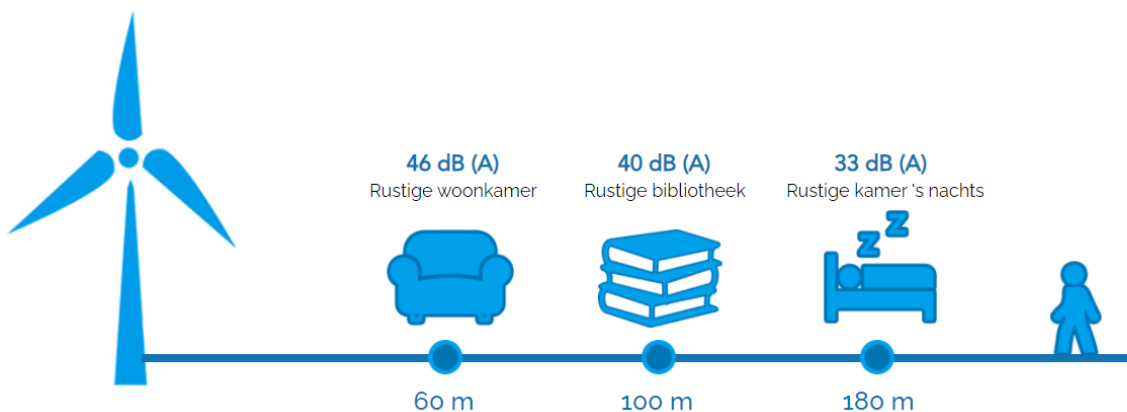 46 dB (A)
Rustige woonkamer
40 dB (A)
Rustige bibliotheek
33 dB (A)
Rustige kamer 's nachts
z
z
60 m
100 m
180 m